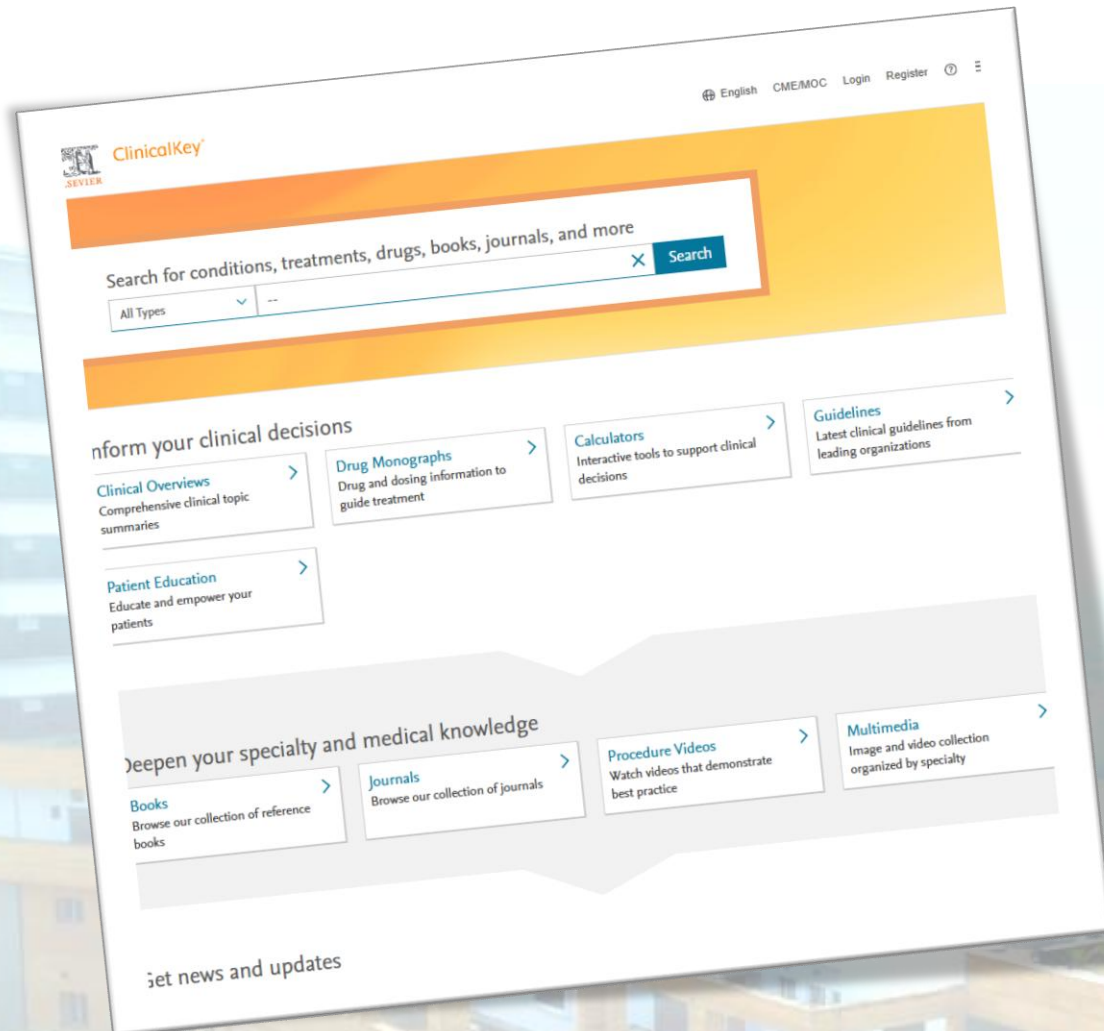 English CME/MOC Login Register ?
SEVIER
ClinicalKey
Search for conditions, treatments, drugs, books, journals, and more
All Types -- Search
nform your clinical decisions
Clinical Overviews
Comprehensive clinical topic
summaries
Drug Monographs
Drug and dosing information to
guide treatment
Calculators
Interactive tools to support clinical
decisions
Guidelines
Latest clinical guidelines from
leading organizations
Patient Education
Educate and empower your
patients
Deepen your specialty and medical knowledge
Books
Browse our collection of reference
books
Journals
Browse our collection of journals
Procedure Videos
Watch videos that demonstrate
best practice
Multimedia
Image and video collection
organized by specialty
Get news and updates